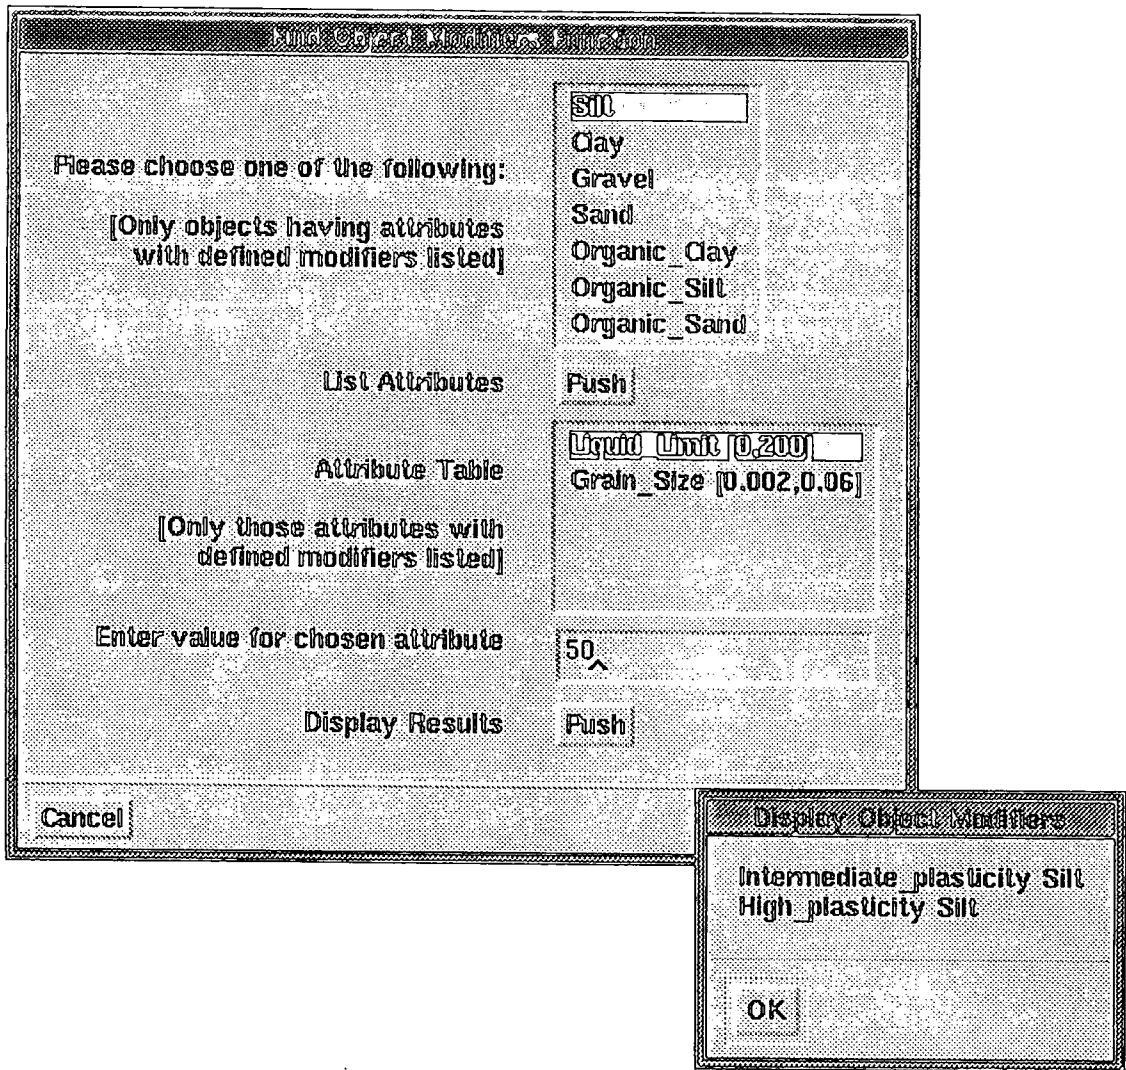 Find Object Modifiers Function
Please choose one of the following:
[Only objects having attributes
with defined modifiers listed]
Silt
Clay
Gravel
Sand
Organic_Clay
Organic_Silt
Organic_Sand
List Attributes
Push
Attribute Table
[Only those attributes with
defined modifiers listed]
Liquid_Limit [0,200]
Grain_Size [0.002,0.06]
Enter value for chosen attribute
50
Display Results
Push
Cancel
Display Object Modifiers
Intermediate_plasticity Silt
High_plasticity Silt
OK